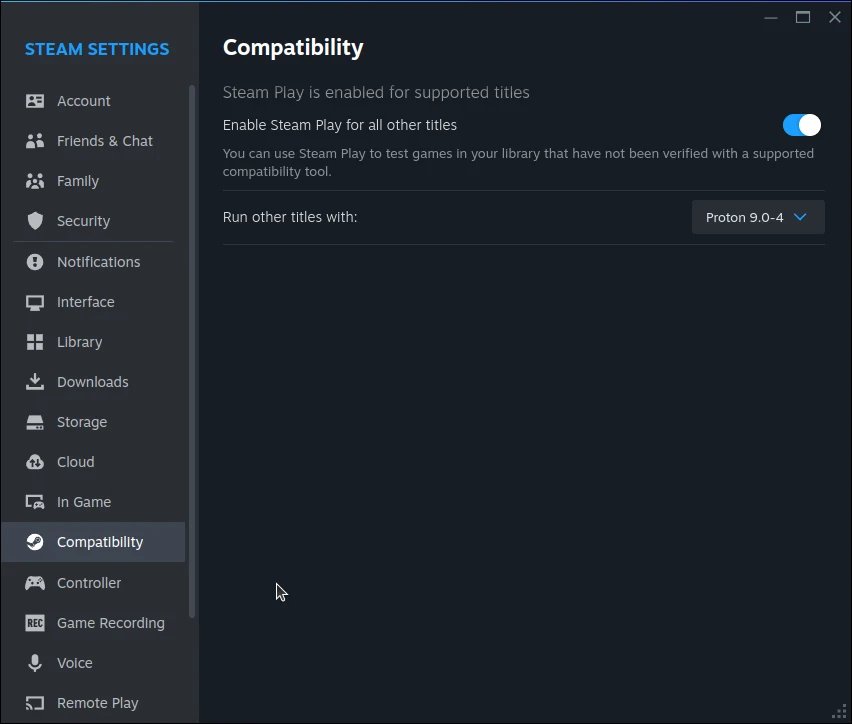 STEAM SETTINGS
Account
Friends & Chat
Family
Security
Notifications
Interface
Library
Downloads
Storage
Cloud
In Game
Compatibility
Controller
REC Game Recording
Voice
Remote Play
Compatibility
Steam Play is enabled for supported titles
Enable Steam Play for all other titles
You can use Steam Play to test games in your library that have not been verified with a supported
compatibility tool.
Run other titles with:
Proton 9.0-4